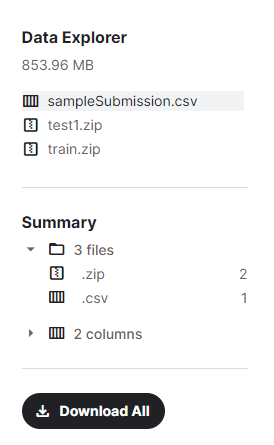 Data Explorer
853.96 MB
sampleSubmission.csv
test1.zip
train.zip
Summary
3 files
.zip 2
.csv 1
2 columns
Download All